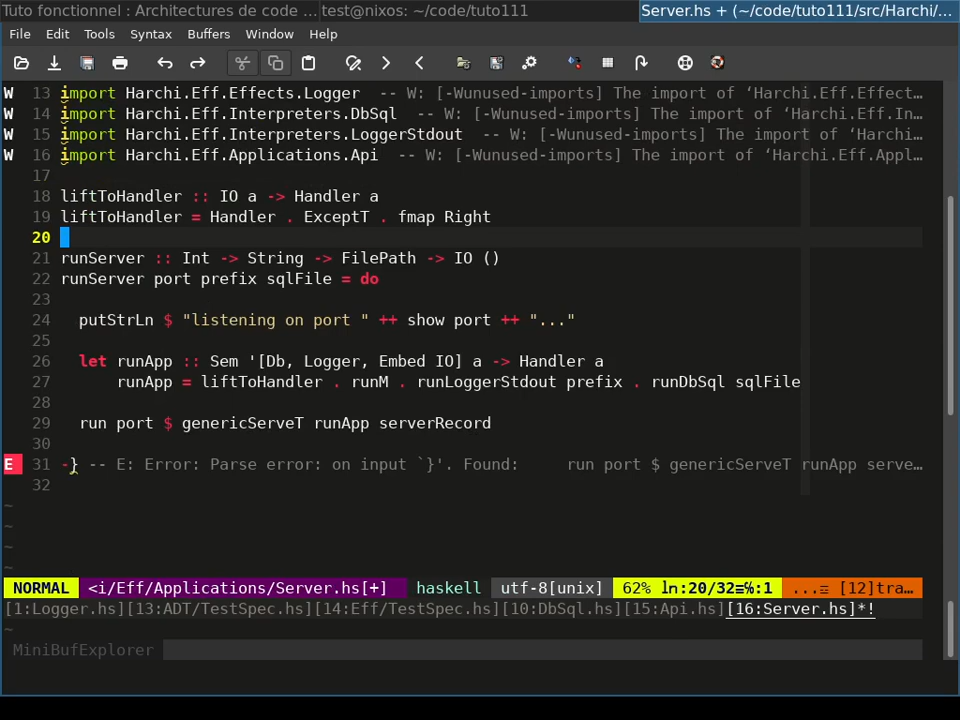 Tuto fonctionnel : Architectures de code ...
test@nixos: ~/code/tuto111
Server.hs + (~/code/tuto111/src/Harchi/...
File Edit Tools Syntax Buffers Window Help
W 13 import Harchi.Eff.Effects.Logger -- W: [-Wunused-imports] The import of ‘Harchi.Eff.Effect…
W 14 import Harchi.Eff.Interpreters.DbSql -- W: [-Wunused-imports] The import of ‘Harchi.Eff.In…
W 15 import Harchi.Eff.Interpreters.LoggerStdout -- W: [-Wunused-imports] The import of ‘Harchi…
W 16 import Harchi.Eff.Applications.Api -- W: [-Wunused-imports] The import of ‘Harchi.Eff.Appl…
17
18 liftToHandler :: IO a -> Handler a
19 liftToHandler = Handler . ExceptT . fmap Right
20
21 runServer :: Int -> String -> FilePath -> IO ()
22 runServer port prefix sqlFile = do
23
24 putStrLn $ "listening on port " ++ show port ++ "..."
25
26 let runApp :: Sem '[Db, Logger, Embed IO] a -> Handler a
27 runApp = liftToHandler . runM . runLoggerStdout prefix . runDbSql sqlFile
28
29 run port $ genericServeT runApp serverRecord
30
E 31 -} -- E: Error: Parse error: on input `}'. Found: run port $ genericServeT runApp serve…
32
~
~
~
~
NORMAL <i/Eff/Applications/Server.hs[+] haskell utf-8[unix] 62% ㏑:20/32≡℅:1 ...☲ [12]tra…
[1:Logger.hs][13:ADT/TestSpec.hs][14:Eff/TestSpec.hs][10:DbSql.hs][15:Api.hs][16:Server.hs]*!
~
MiniBufExplorer